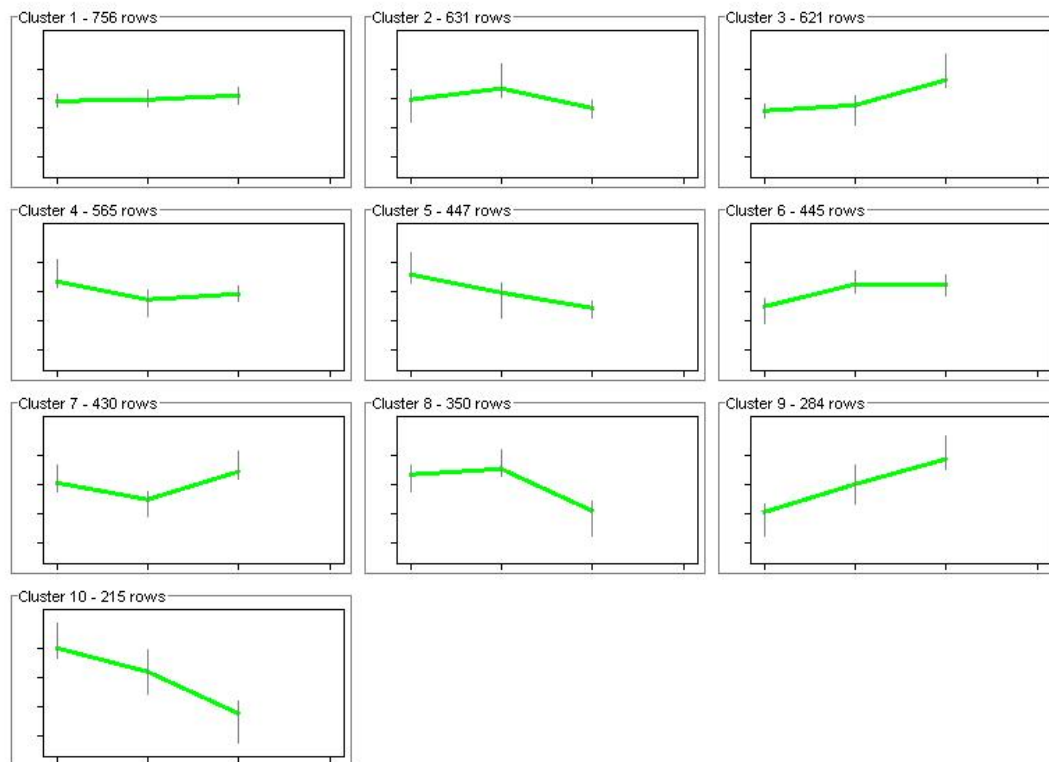 Cluster 1 - 756 rows
Cluster 2 - 631 rows
Cluster 3 - 621 rows
Cluster 4 - 565 rows
Cluster 5 - 447 rows
Cluster 6 - 445 rows
Cluster 7 - 430 rows
Cluster 8 - 350 rows
Cluster 9 - 284 rows
Cluster 10 - 215 rows